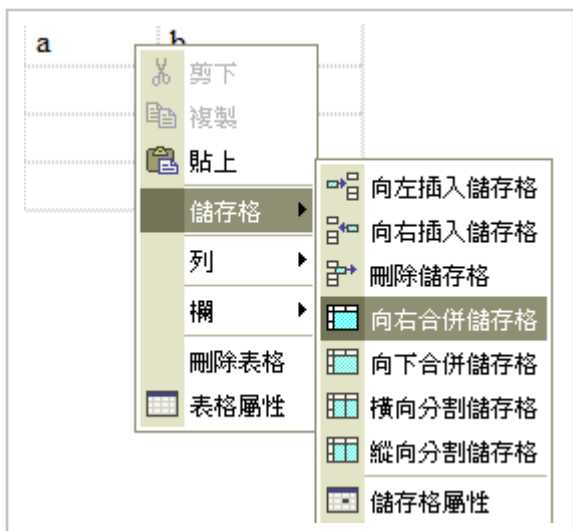 a b
剪下
複製
貼上
儲存格
列
欄
刪除表格
表格屬性
向左插入儲存格
向右插入儲存格
刪除儲存格
向右合併儲存格
向下合併儲存格
橫向分割儲存格
縱向分割儲存格
儲存格屬性